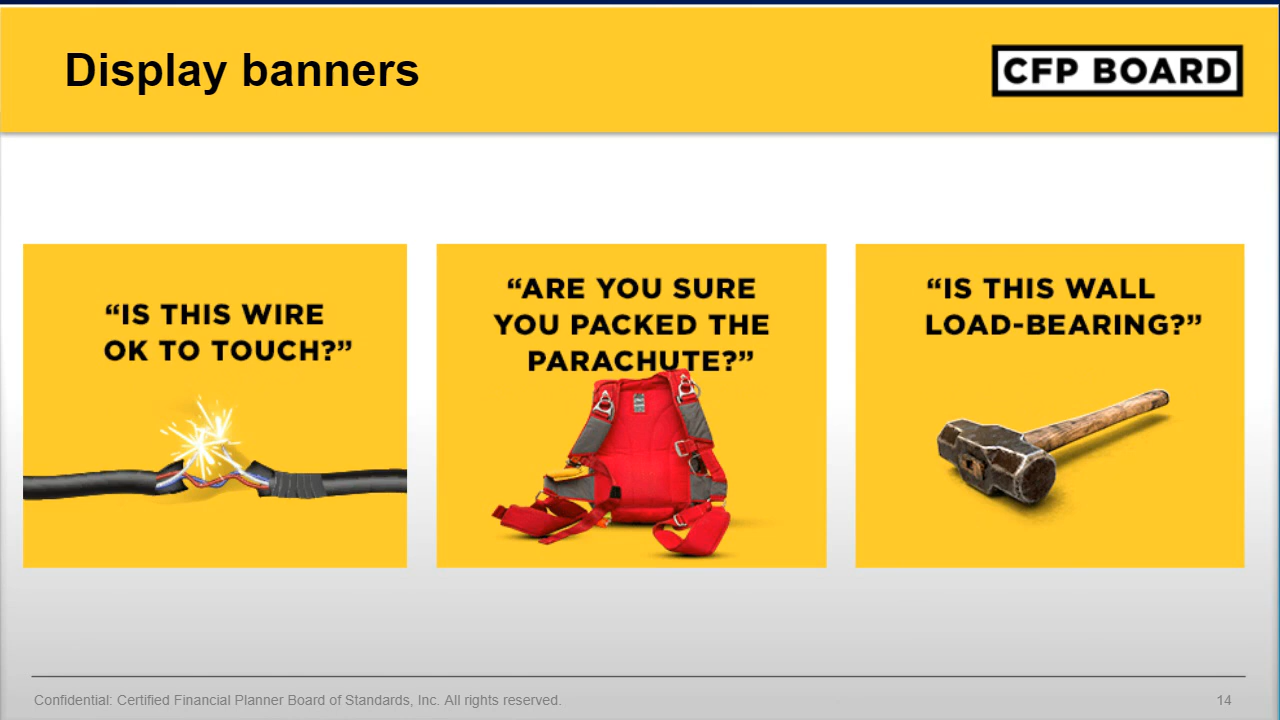 Display banners
CFP BOARD
“IS THIS WIRE
OK TO TOUCH?”
“ARE YOU SURE
YOU PACKED THE
PARACHUTE?”
“IS THIS WALL
LOAD-BEARING?”
Confidential: Certified Financial Planner Board of Standards, Inc. All rights reserved.
14